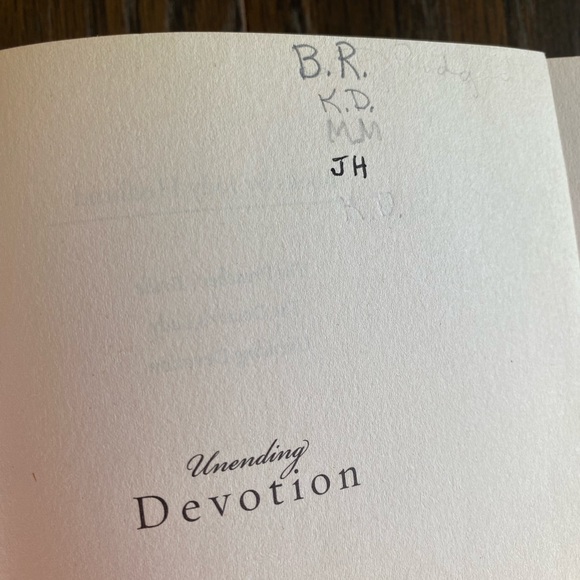 B.R.
K.D.
MM
JH
K.D.
Unending
Devotion